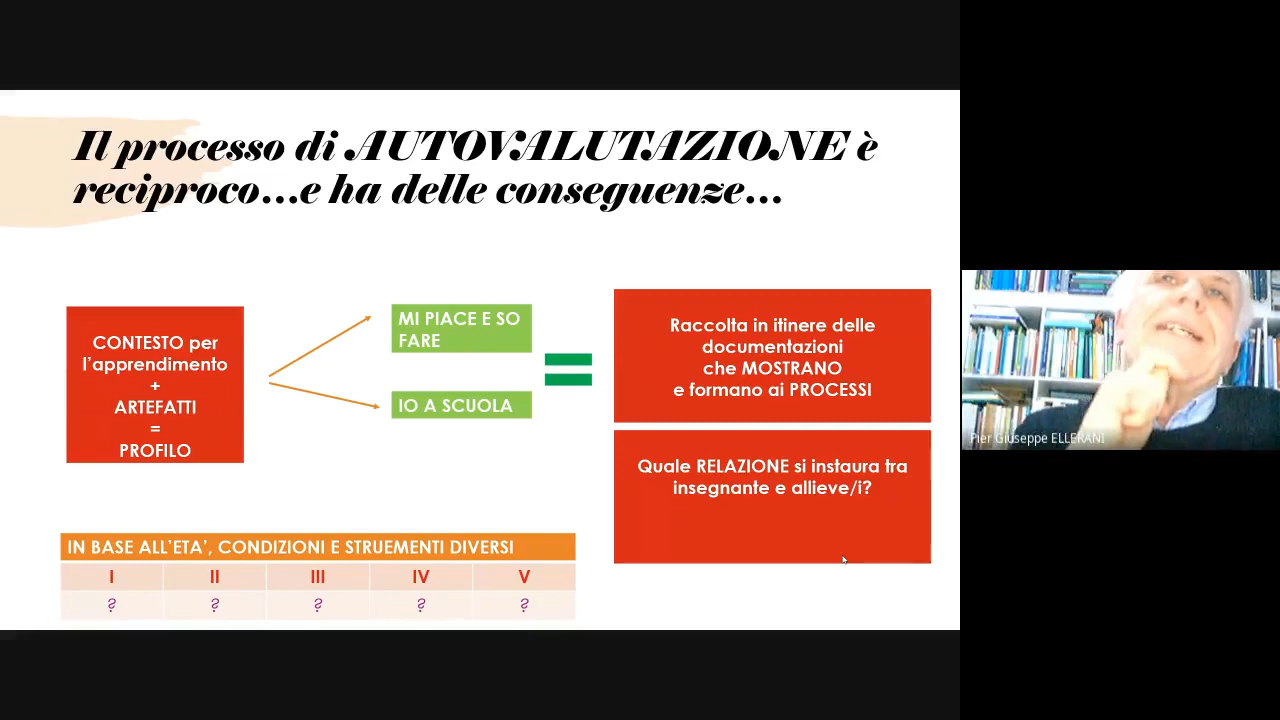 Il processo di AUTOVALUTAZIONE è
reciproco...e ha delle conseguenze...
CONTESTO per
l'apprendimento
+
ARTEFATTI
=
PROFILO
MI PIACE E SO
FARE
IO A SCUOLA
Raccolta in itinere delle
documentazioni
che MOSTRANO
e formano ai PROCESSI
Quale RELAZIONE si instaura tra
insegnante e allieve/i?
IN BASE ALL'ETA', CONDIZIONI E STRUEMENTI DIVERSI
I II III IV V
? ? ? ? ?
Pier Giuseppe ELLERANI